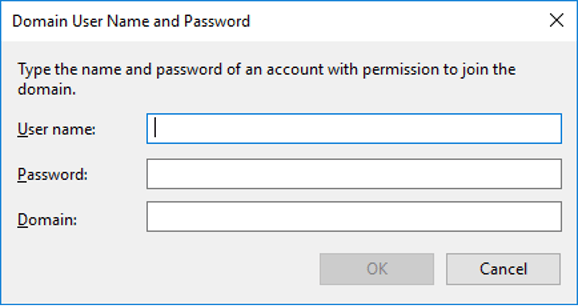 Domain User Name and Password
Type the name and password of an account with permission to join the
domain.
User name:
Password:
Domain:
OK
Cancel